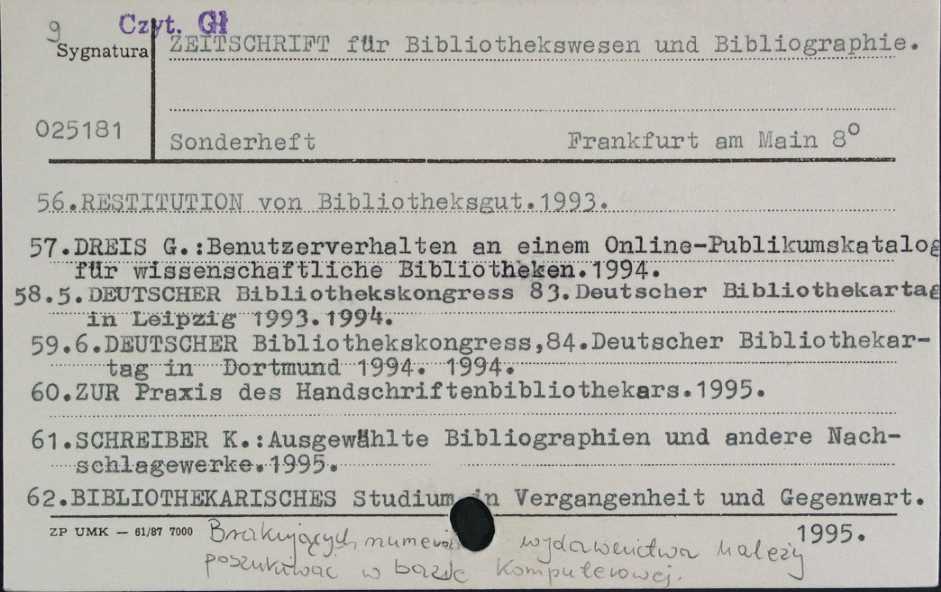 9 Czyt. Gł
Sygnatura ZEITSCHRIFT für Bibliothekswesen und Bibliographie.
025181 Sonderheft Frankfurt am Main 8°
56.RESTITUTION von Bibliotheksgut.1993.
57.DREIS G.:Benutzerverhalten an einem Online-Publikumskatalog
für wissenschaftliche Bibliotheken.1994.
58.5.DEUTSCHER Bibliothekskongress 83.Deutscher Bibliothekartag
in Leipzig 1993.1994.
59.6.DEUTSCHER Bibliothekskongress,84.Deutscher Bibliothekar-
tag in Dortmund 1994. 1994.
60.ZUR Praxis des Handschriftenbibliothekars.1995.
61.SCHREIBER K.:Ausgewählte Bibliographien und andere Nach-
schlagewerke.1995.
62.BIBLIOTHEKARISCHES Studium in Vergangenheit und Gegenwart.
1995.
ZP UMK — 61/87 7000 Brakujących numerów wydawnictwa należy
poszukiwać w bazie komputerowej.